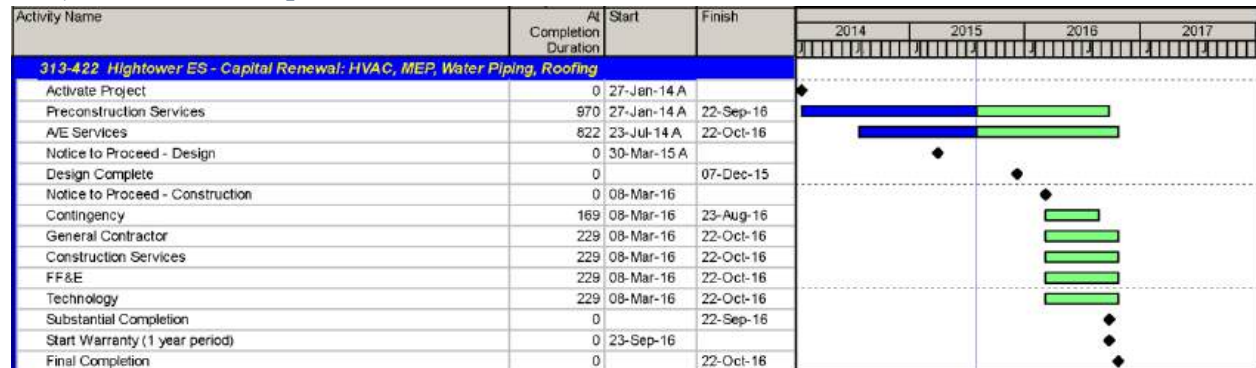 Activity Name At Completion Duration Start Finish 2014 2015 2016 2017
J J J J J J J J
313-422 Hightower ES - Capital Renewal: HVAC, MEP, Water Piping, Roofing
Activate Project 0 27-Jan-14 A
Preconstruction Services 970 27-Jan-14 A 22-Sep-16
A/E Services 822 23-Jul-14 A 22-Oct-16
Notice to Proceed - Design 0 30-Mar-15 A
Design Complete 0 07-Dec-15
Notice to Proceed - Construction 0 08-Mar-16
Contingency 169 08-Mar-16 23-Aug-16
General Contractor 229 08-Mar-16 22-Oct-16
Construction Services 229 08-Mar-16 22-Oct-16
FF&E 229 08-Mar-16 22-Oct-16
Technology 229 08-Mar-16 22-Oct-16
Substantial Completion 0 22-Sep-16
Start Warranty (1 year period) 0 23-Sep-16
Final Completion 0 22-Oct-16